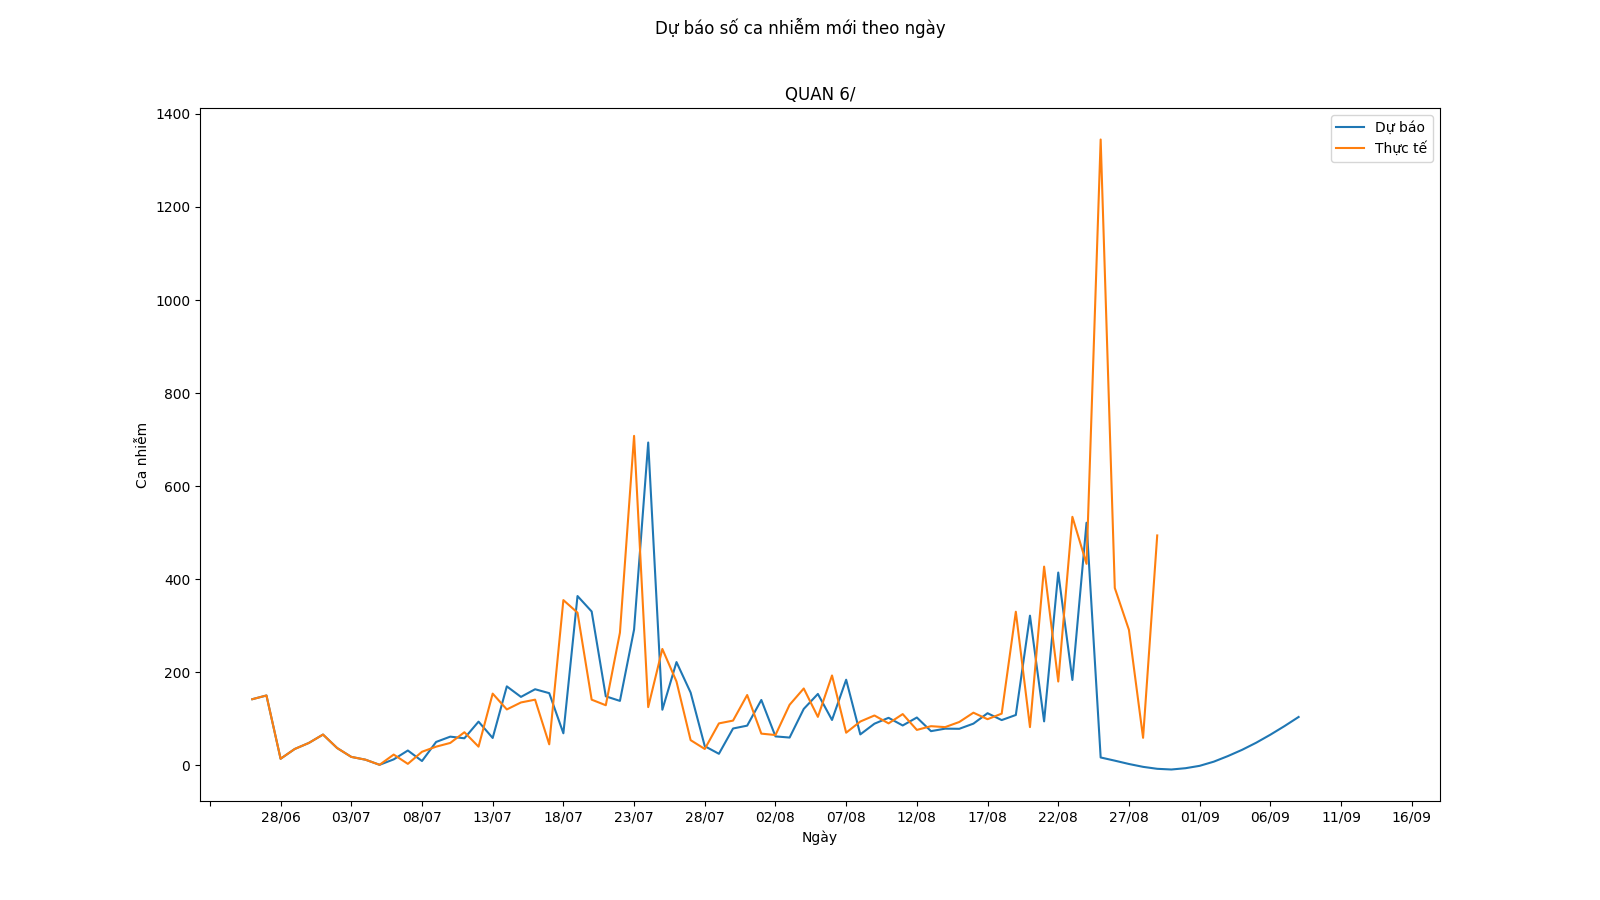 Dự báo số ca nhiễm mới theo ngày
QUAN 6/
1400
1200
1000
800
600
400
200
0
Ca nhiễm
Dự báo
Thực tế
28/06 03/07 08/07 13/07 18/07 23/07 28/07 02/08 07/08 12/08 17/08 22/08 27/08 01/09 06/09 11/09 16/09
Ngày